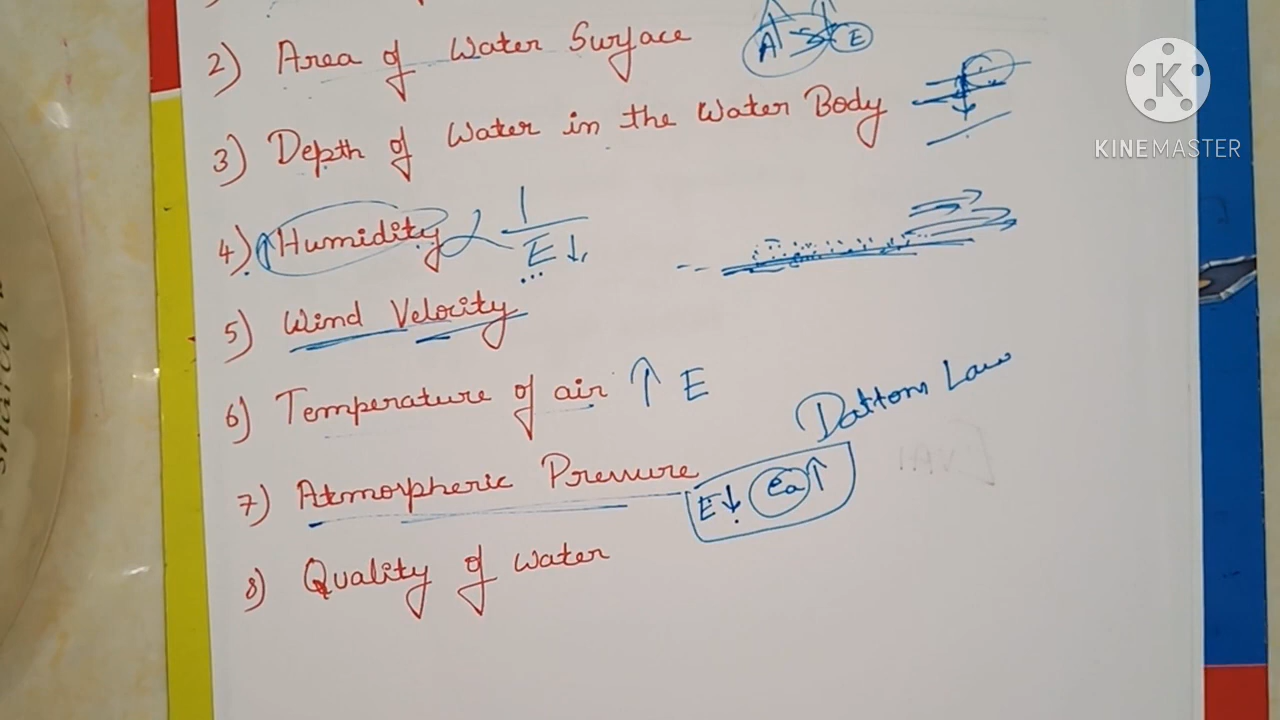 2) Area of Water Surface A E
3) Depth of Water in the Water Body
4) ↑ Humidity ∝ 1/E ↓
5) Wind Velocity
6) Temperature of air ↑ E
Daltons Law
7) Atmorpheric Pressure E↓ ea↑
8) Quality of water
K
KINEMASTER